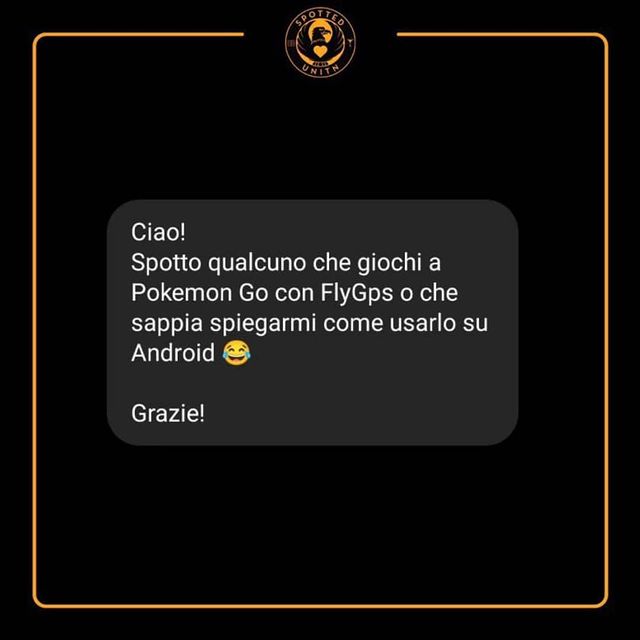 SPOTTED
UNITN
Ciao!
Spotto qualcuno che giochi a
Pokemon Go con FlyGps o che
sappia spiegarmi come usarlo su
Android 😂
Grazie!